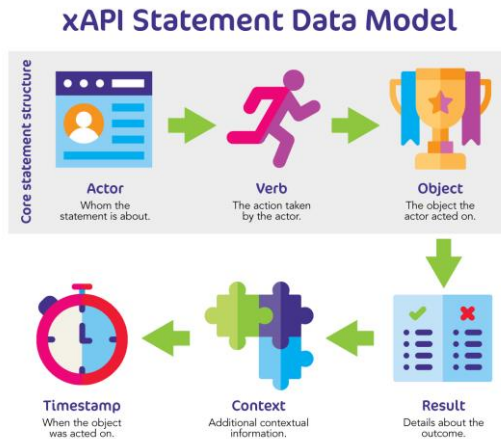 xAPI Statement Data Model
Core statement structure
Actor
Whom the
statement is about.
Verb
The action taken
by the actor.
Object
The object the
actor acted on.
Timestamp
When the object
was acted on.
Context
Additional contextual
information.
Result
Details about the
outcome.